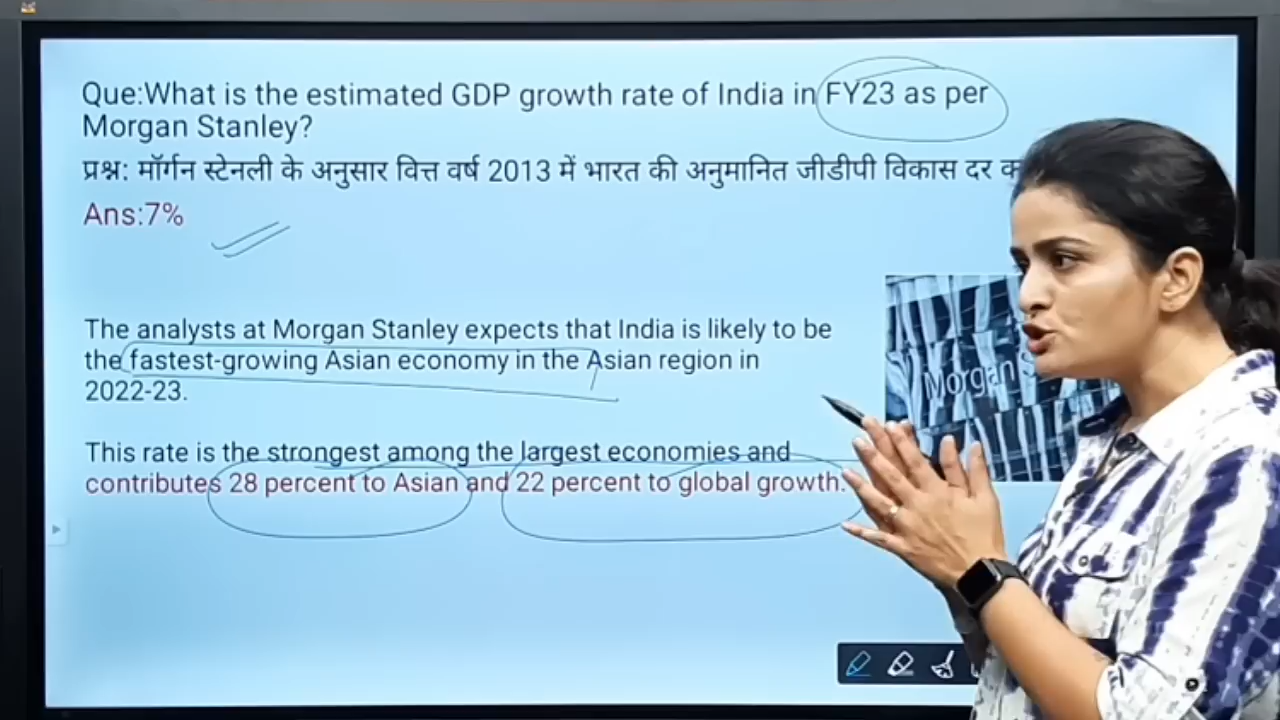 Que:What is the estimated GDP growth rate of India in FY23 as per
Morgan Stanley?
प्रश्न: मॉर्गन स्टेनली के अनुसार वित्त वर्ष 2013 में भारत की अनुमानित जीडीपी विकास दर
Ans:7%
The analysts at Morgan Stanley expects that India is likely to be
the fastest-growing Asian economy in the Asian region in
2022-23.
Morgan
This rate is the strongest among the largest economies and
contributes 28 percent to Asian and 22 percent to global growth.